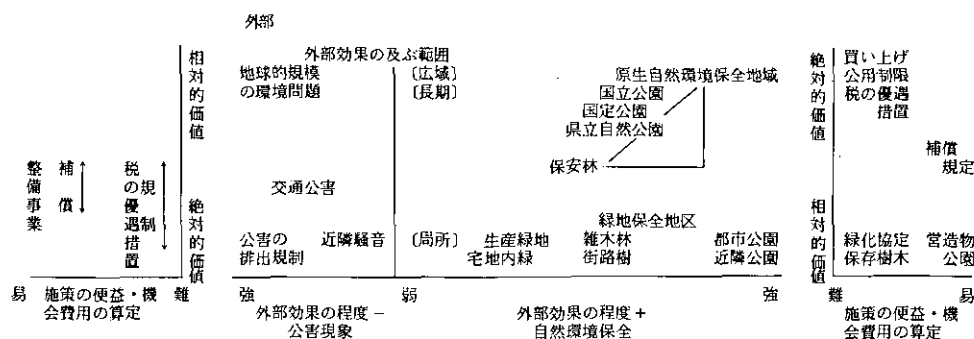 外部
外部効果の及ぶ範囲
相対的価値
絶対的価値
整備事業
補償
税の優遇措置
規制
易
施策の便益・機
会費用の算定
難
地球的規模
の環境問題
〔広域〕
〔長期〕
交通公害
公害の
排出規制
近隣騒音
〔局所〕
原生自然環境保全地域
国立公園
国定公園
県立自然公園
保安林
緑地保全地区
生産緑地
宅地内緑
雑木林
街路樹
都市公園
近隣公園
強
弱
強
外部効果の程度−
公害現象
外部効果の程度+
自然環境保全
絶対的価値
相対的価値
買い上げ
公用制限
税の優遇
措置
補償
規定
緑化協定
保存樹木
営造物
公園
難
易
施策の便益・機
会費用の算定